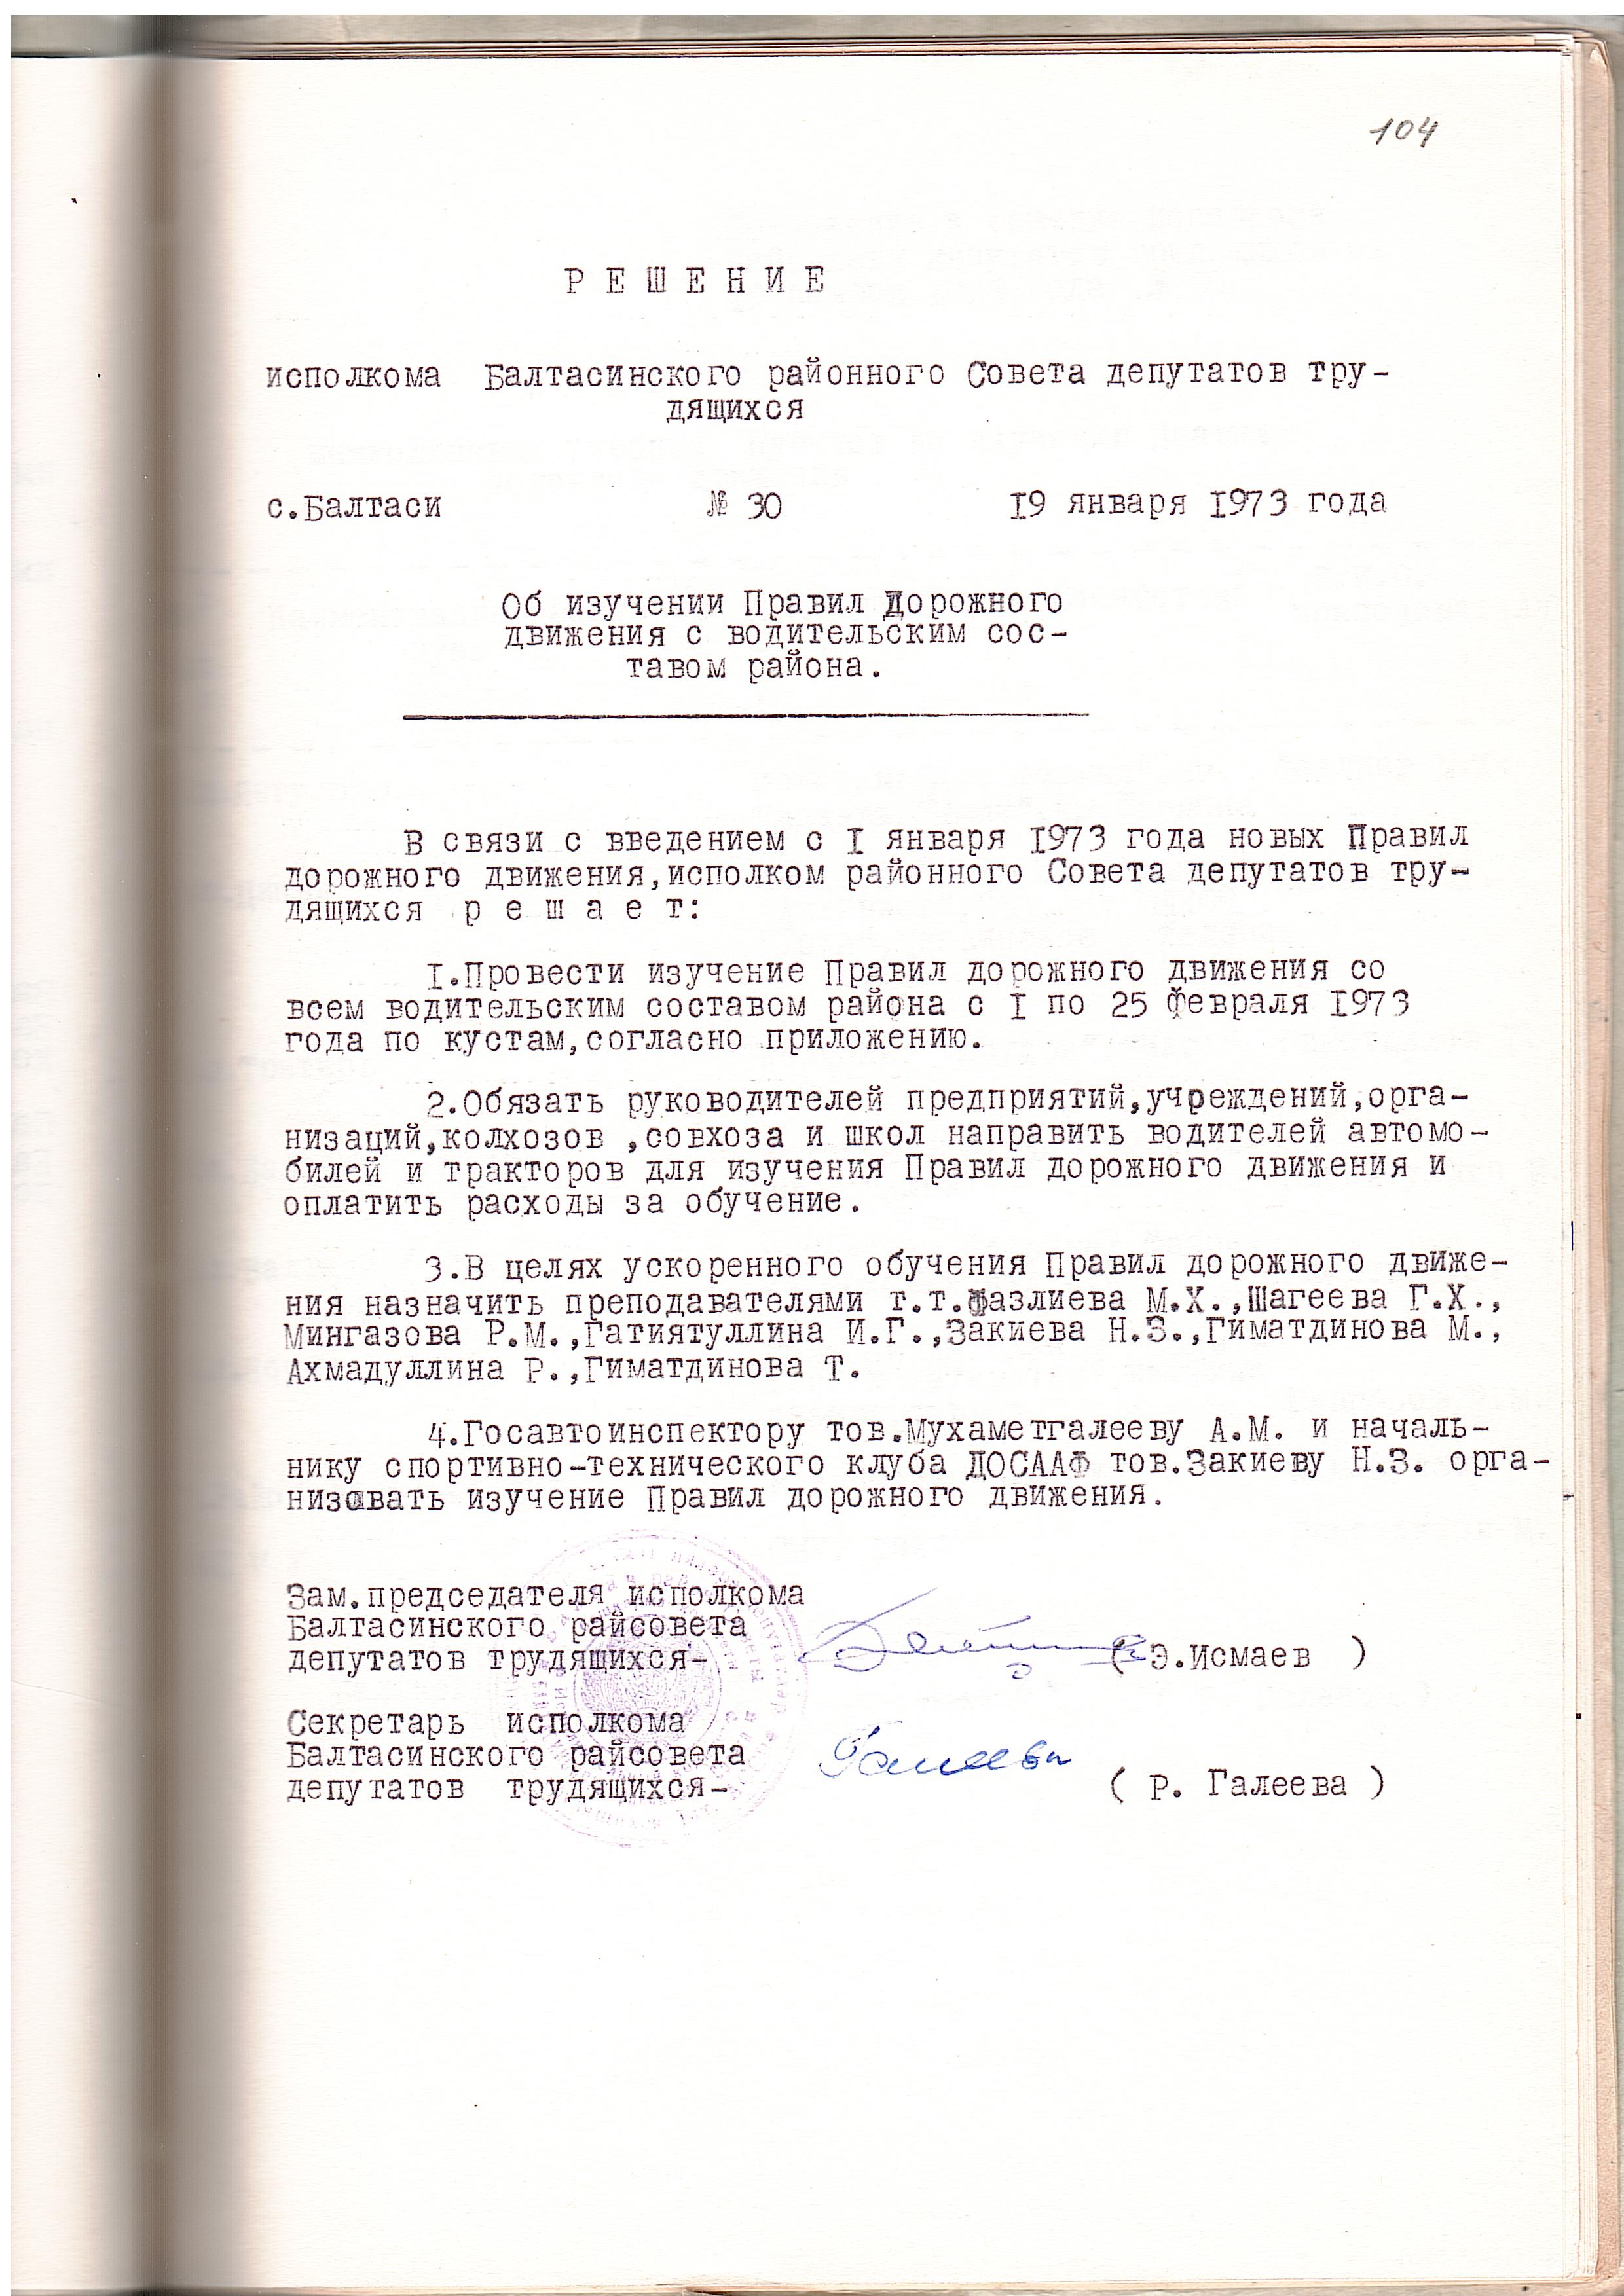 104
Р Е Ш Е Н И Е
исполкома Балтасинского районного Совета депутатов тру-
дящихся
с.Балтаси № 30 I9 января I973 года
Об изучении Правил Дорожного
движения с водительским сос-
тавом района.
В связи с введением с I января I973 года новых Правил
дорожного движения,исполком районного Совета депутатов тру-
дящихся р е ш а е т:
I.Провести изучение Правил дорожного движения со
всем водительским составом района с I по 25 Февраля I973
года по кустам,согласно приложению.
2.Обязать руководителей предприятий,учреждений,орга-
низаций,колхозов ,совхоза и школ направить водителей автомо-
билей и тракторов для изучения Правил дорожного движения и
оплатить расходы за обучение.
3.В целях ускоренного обучения Правил дорожного движе-
ния назначить преподавателями т.т.Фазлиева М.Х.,Шагеева Г.Х.,
Мингазова Р.М.,Гатиятуллина И.Г.,Закиева Н.З.,Гиматдинова М.,
Ахмадуллина Р.,Гиматдинова Т.
4.Госавтоинспектору тов.Мухаметгалееву А.М. и началь-
нику спортивно-технического клуба ДОСААФ тов.Закиеву Н.З. орга-
низовать изучение Правил дорожного движения.
Зам.председателя исполкома
Балтасинского райсовета
депутатов трудящихся- ( Э.Исмаев )
Секретарь исполкома
Балтасинского райсовета Галеева
депутатов трудящихся- ( Р. Галеева )